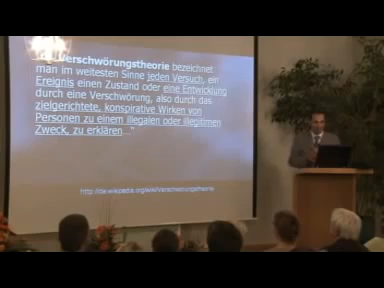 Verschwörungstheorie bezeichnet
man im weitesten Sinne jeden Versuch, ein
Ereignis einen Zustand oder eine Entwicklung
durch eine Verschwörung, also durch das
zielgerichtete, konspirative Wirken von
Personen zu einem illegalen oder illegitimen
Zweck, zu erklären..."
http://de.wikipedia.org/wiki/Verschwörungstheorie